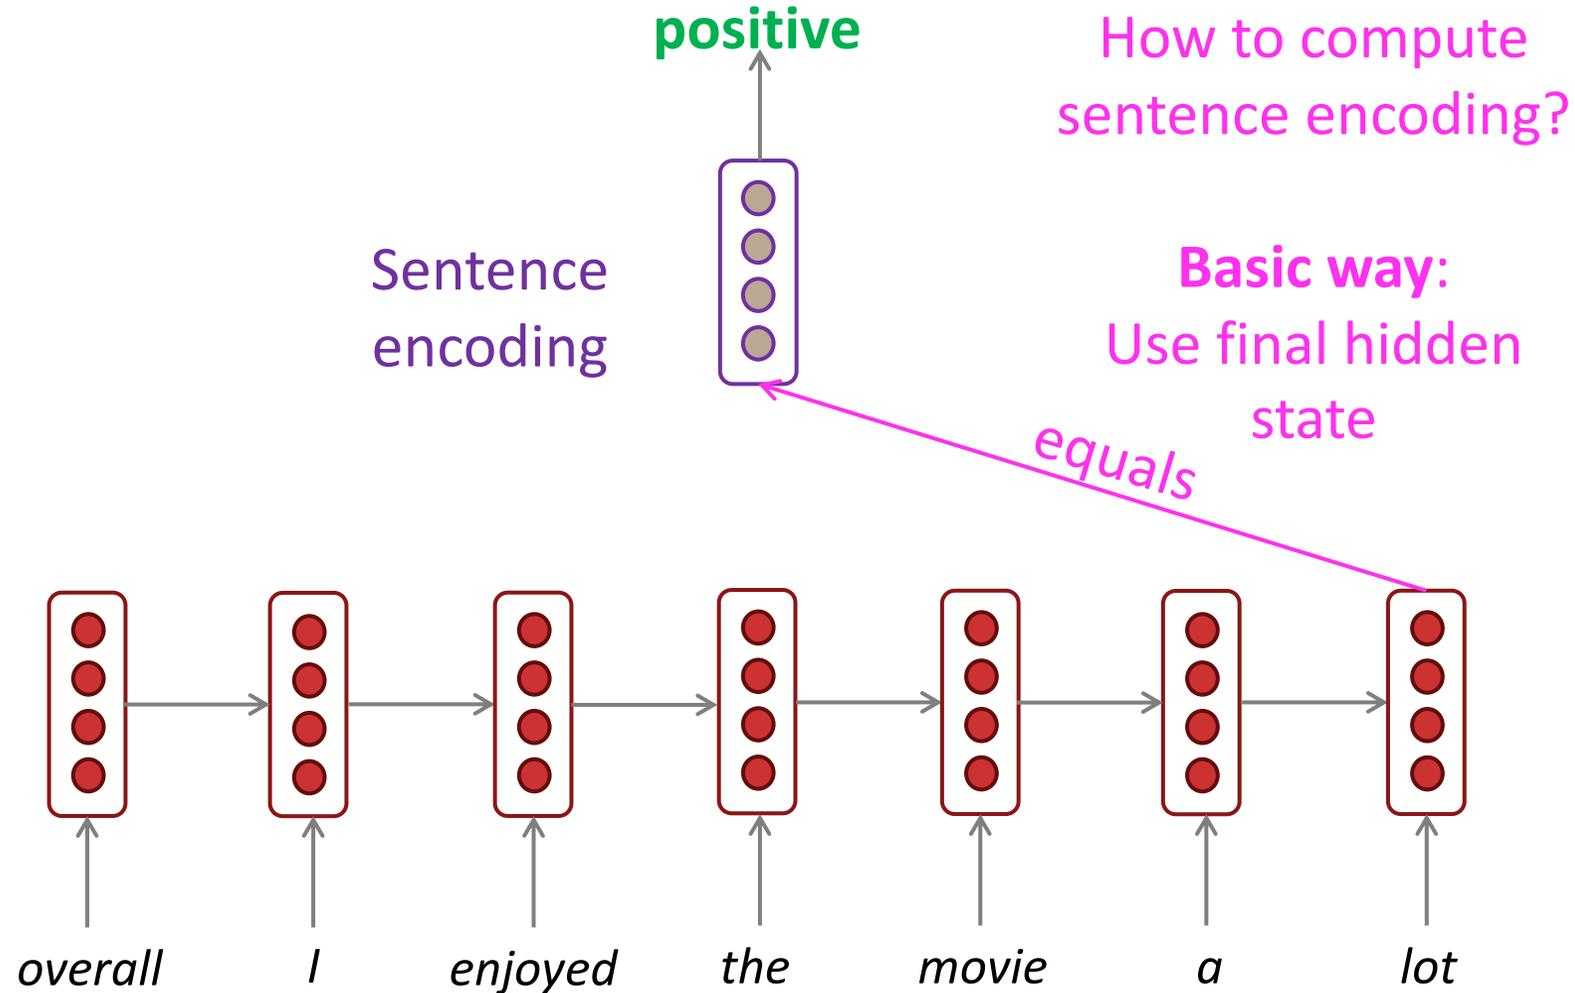 positive
How to compute
sentence encoding?
Sentence
encoding
Basic way:
Use final hidden
state
equals
overall I enjoyed the movie a lot